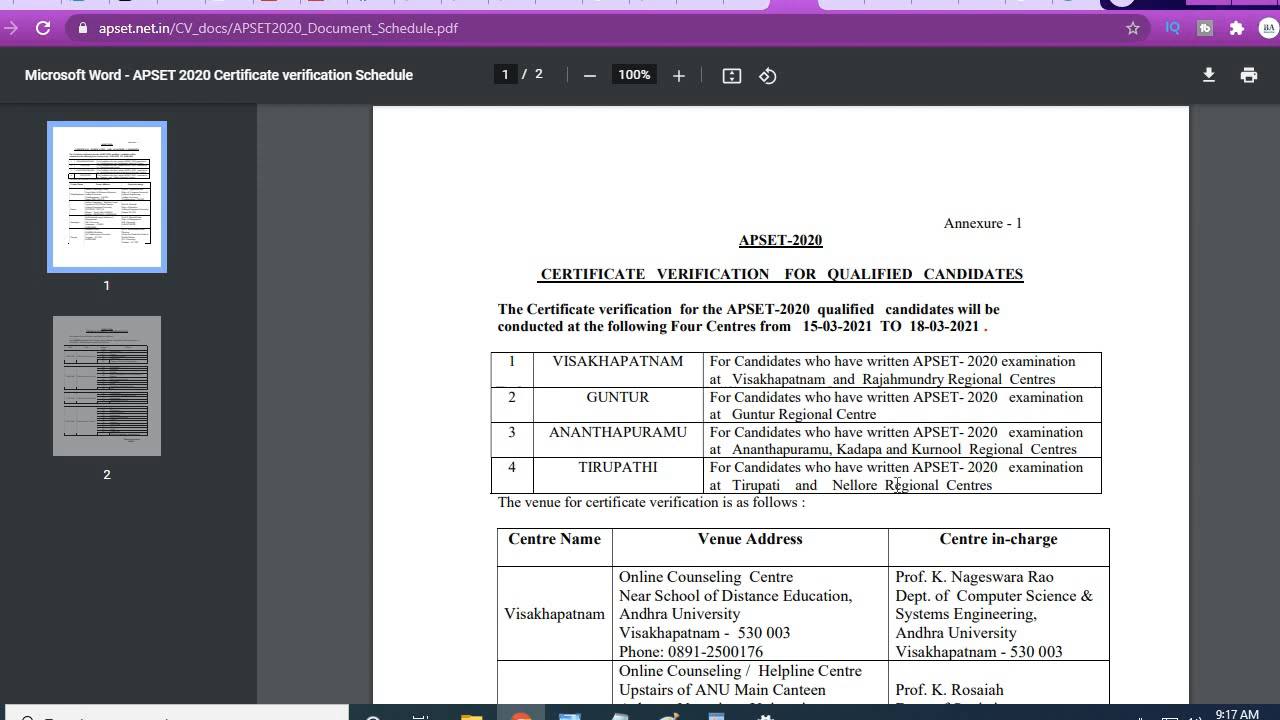 apset.net.in/CV_docs/APSET2020_Document_Schedule.pdf
IQ
BA
Microsoft Word - APSET 2020 Certificate verification Schedule
1 / 2
100%
1
2
Annexure - 1
APSET-2020
CERTIFICATE VERIFICATION FOR QUALIFIED CANDIDATES
The Certificate verification for the APSET-2020 qualified candidates will be
conducted at the following Four Centres from 15-03-2021 TO 18-03-2021 .
1 VISAKHAPATNAM For Candidates who have written APSET- 2020 examination
at Visakhapatnam and Rajahmundry Regional Centres
2 GUNTUR For Candidates who have written APSET- 2020 examination
at Guntur Regional Centre
3 ANANTHAPURAMU For Candidates who have written APSET- 2020 examination
at Ananthapuramu, Kadapa and Kurnool Regional Centres
4 TIRUPATHI For Candidates who have written APSET- 2020 examination
at Tirupati and Nellore Regional Centres
The venue for certificate verification is as follows :
Centre Name Venue Address Centre in-charge
Visakhapatnam
Online Counseling Centre
Near School of Distance Education,
Andhra University
Visakhapatnam - 530 003
Phone: 0891-2500176
Prof. K. Nageswara Rao
Dept. of Computer Science &
Systems Engineering,
Andhra University
Visakhapatnam - 530 003
Online Counseling / Helpline Centre
Upstairs of ANU Main Canteen
Prof. K. Rosaiah
9:17 AM